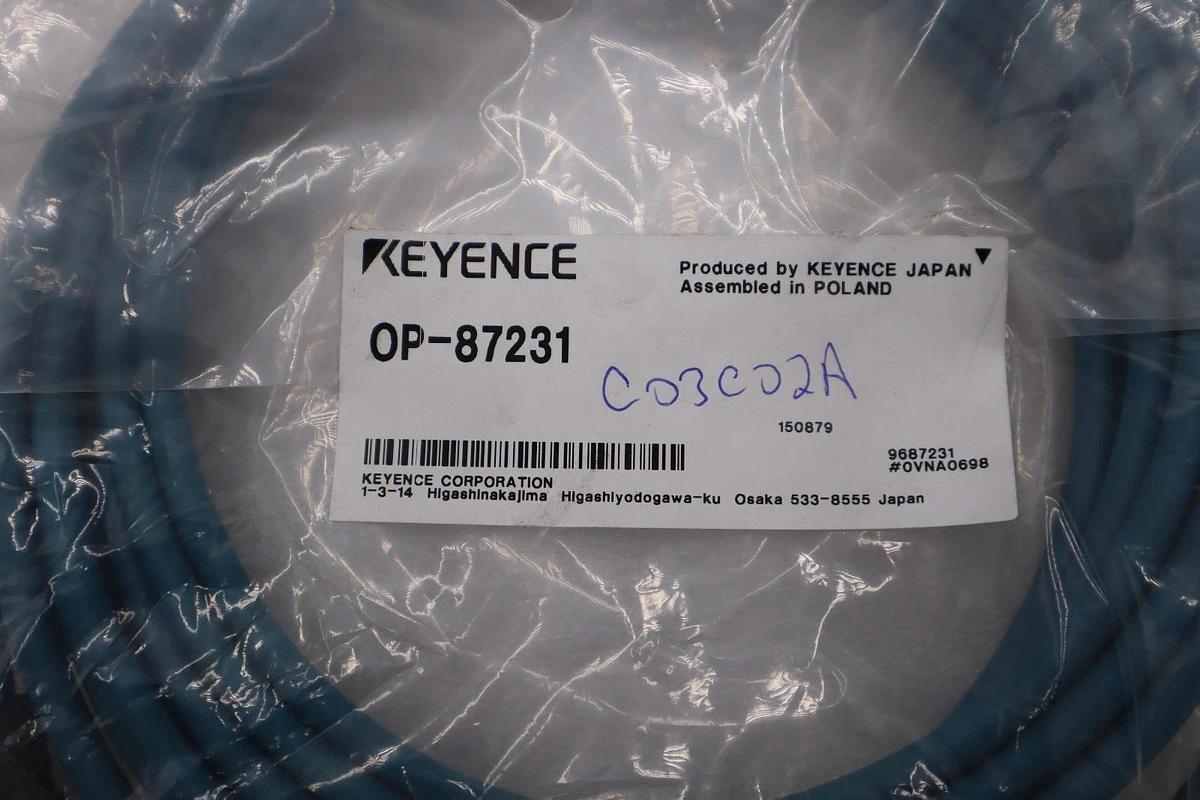 KEYENCE
Produced by KEYENCE JAPAN
Assembled in POLAND
OP-87231
C03C02A
150879
9687231
#0VNA0698
KEYENCE CORPORATION
1-3-14 Higashinakajima Higashiyodogawa-ku Osaka 533-8555 Japan